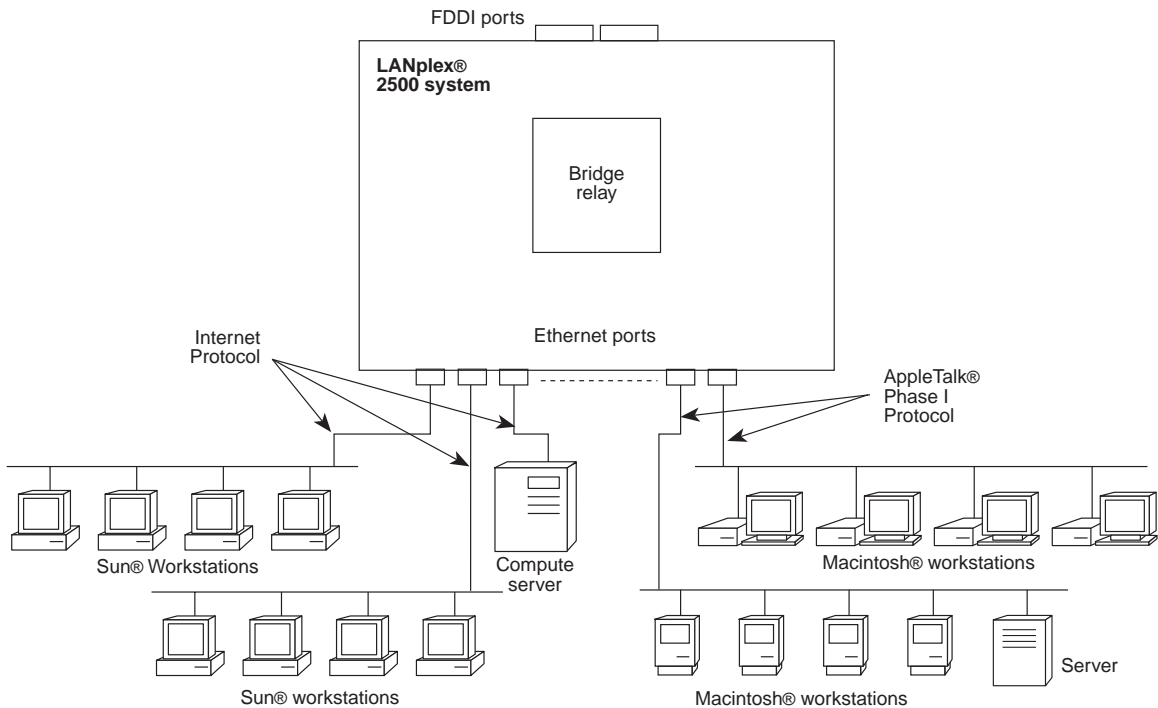 FDDI ports
LANplex®
2500 system
Bridge
relay
Ethernet ports
Internet
Protocol
AppleTalk®
Phase I
Protocol
Sun® Workstations
Compute
server
Macintosh® workstations
Sun® workstations
Macintosh® workstations
Server